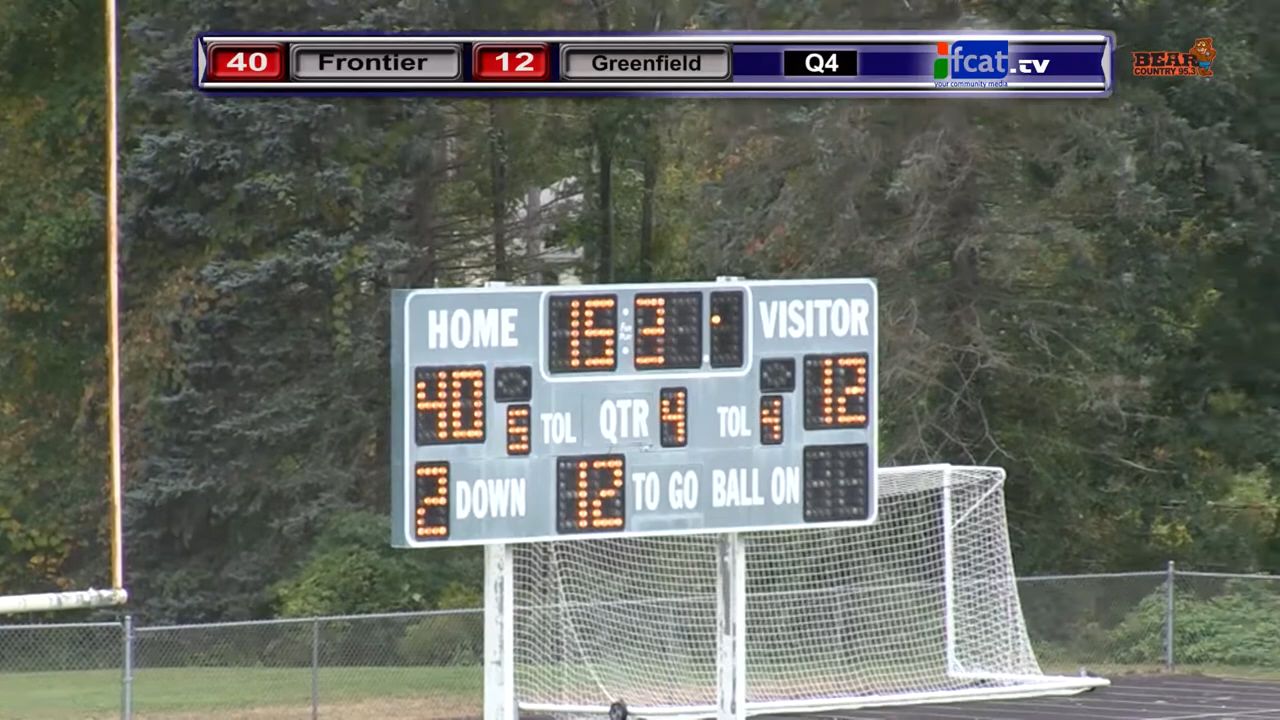 40 Frontier 12 Greenfield Q4 fcat.tv
your community media
BEAR
COUNTRY 95.3
HOME 15 3 VISITOR
40 12
5 TOL QTR 4 TOL 4
2 DOWN 12 TO GO BALL ON